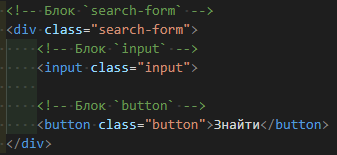 <!-- Блок `search-form` -->
<div class="search-form">
<!-- Блок `input` -->
<input class="input">
<!-- Блок `button` -->
<button class="button">Знайти</button>
</div>